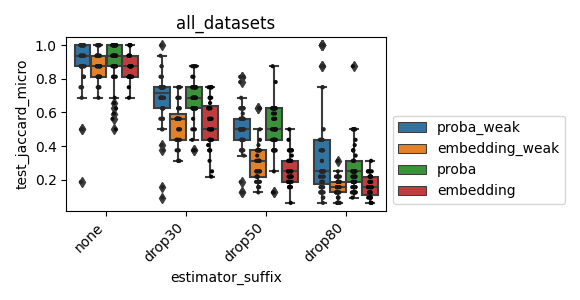 all_datasets
test_jaccard_micro
1.0
0.8
0.6
0.4
0.2
none
drop30
drop50
drop80
estimator_suffix
proba_weak
embedding_weak
proba
embedding